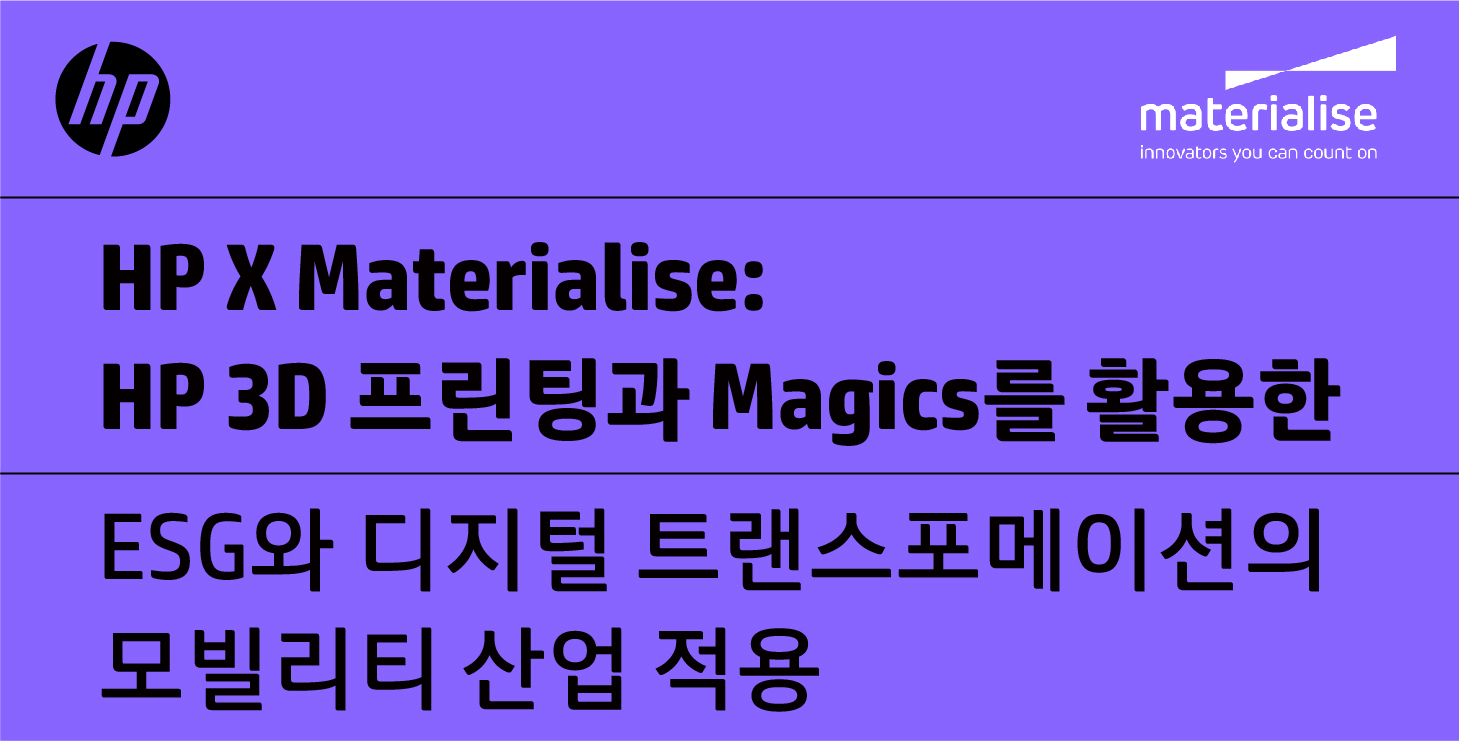 hp
materialise
innovators you can count on
HP X Materialise:
HP 3D 프린팅과 Magics를 활용한
ESG와 디지털 트랜스포메이션의
모빌리티 산업 적용